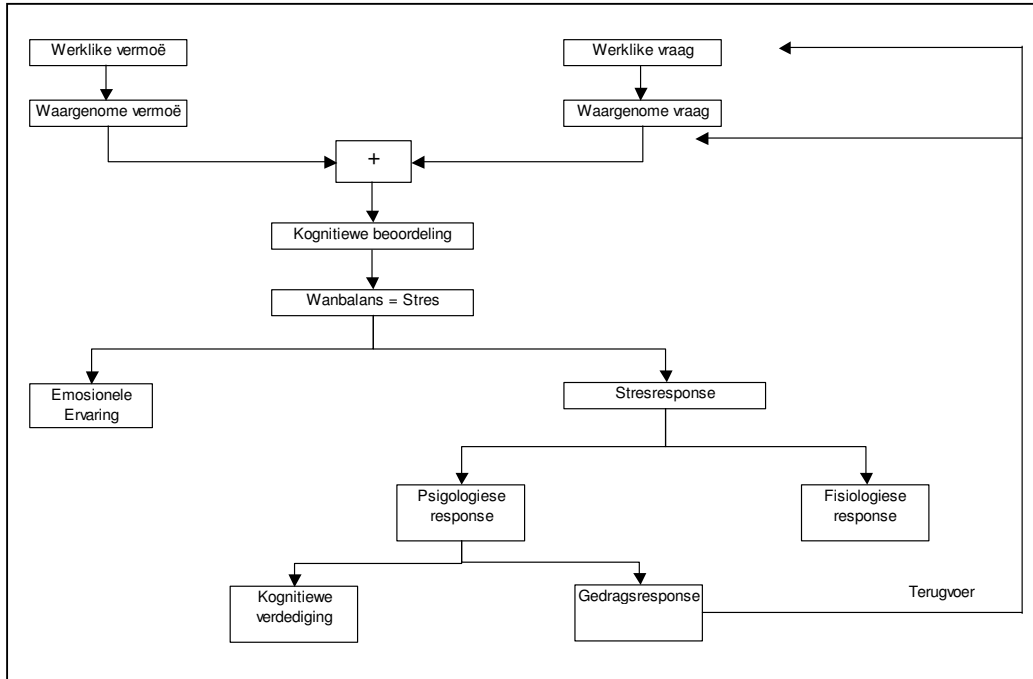 Werklike vermoë
Werklike vraag
Waargenome vermoë
Waargenome vraag
+
Kognitiewe beoordeling
Wanbalans = Stres
Emosionele
Ervaring
Stresresponse
Psigologiese
response
Fisiologiese
response
Kognitiewe
verdediging
Gedragsresponse
Terugvoer